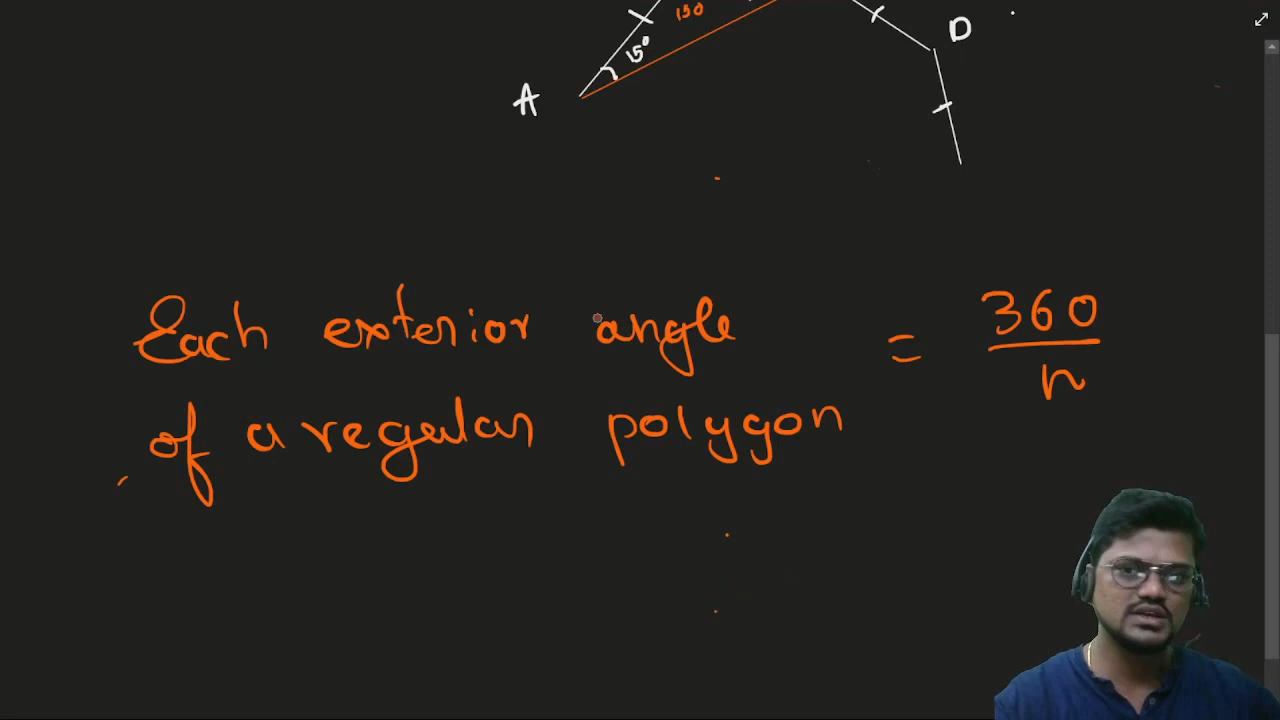 150
15°
D
A
Each exterior angle = 360/n
of a regular polygon